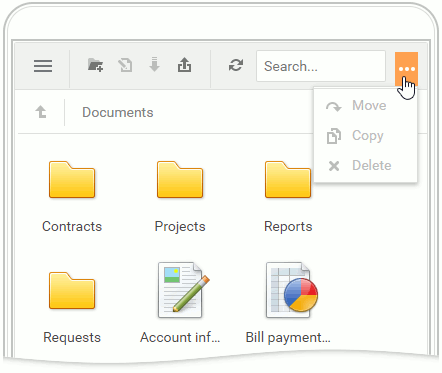 Search...
Move
Documents
Copy
Delete
Contracts Projects Reports
Requests Account inf... Bill payment...